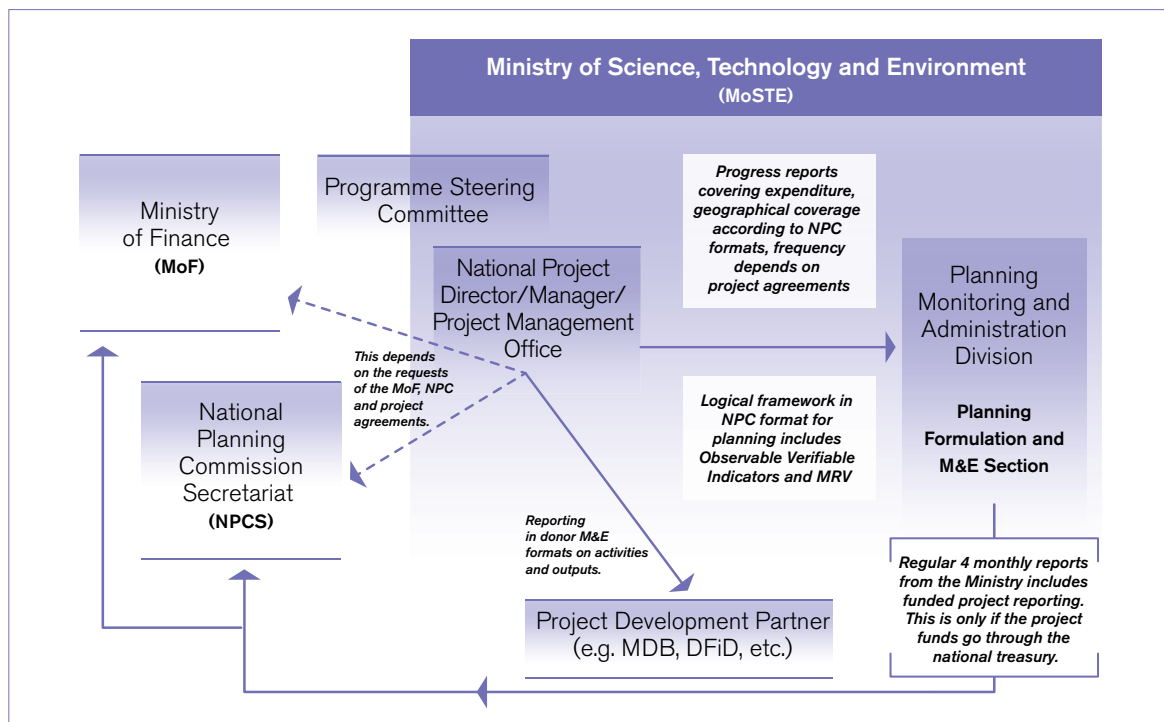 Ministry of Science, Technology and Environment
(MoSTE)
Ministry
of Finance
(MoF)
Programme Steering
Committee
Progress reports
covering expenditure,
geographical coverage
according to NPC
formats, frequency
depends on
project agreements
National Project
Director/Manager/
Project Management
Office
Planning
Monitoring and
Administration
Division
Planning
Formulation and
M&E Section
This depends
on the requests
of the MoF, NPC
and project
agreements.
National
Planning
Commission
Secretariat
(NPCS)
Logical framework in
NPC format for
planning includes
Observable Verifiable
Indicators and MRV
Reporting
in donor M&E
formats on activities
and outputs.
Regular 4 monthly reports
from the Ministry includes
funded project reporting.
This is only if the project
funds go through the
national treasury.
Project Development Partner
(e.g. MDB, DFiD, etc.)